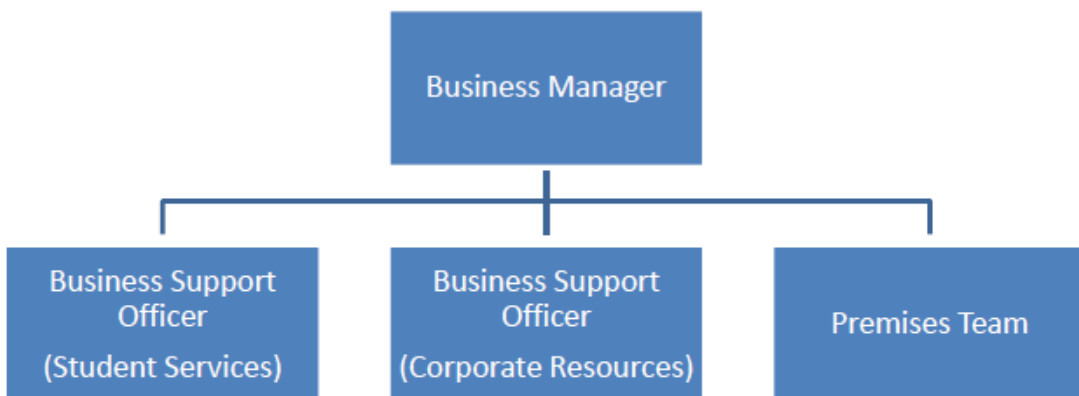 Business Manager
Business Support
Officer
(Student Services)
Business Support
Officer
(Corporate Resources)
Premises Team